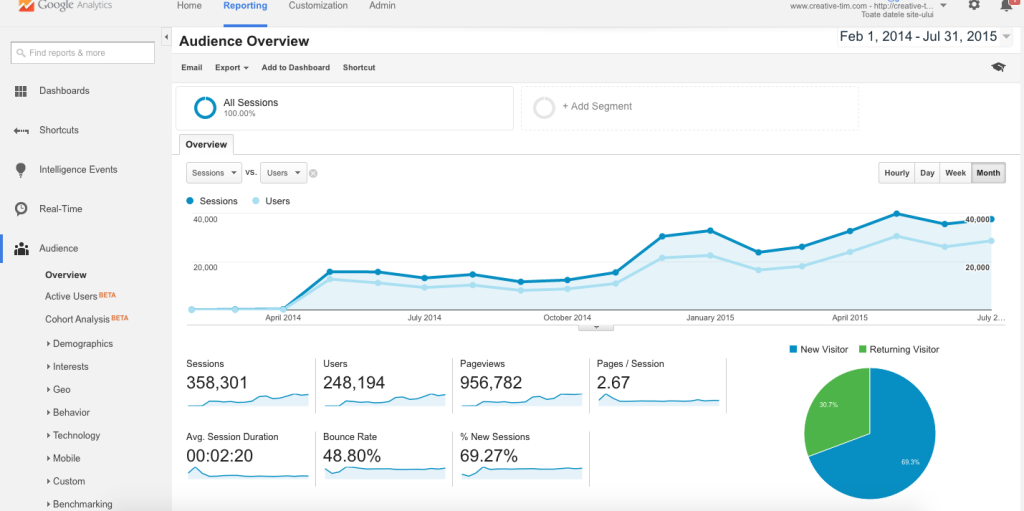 Google Analytics
Home Reporting Customization Admin
www.creative-tim.com - http://creative-t...
Toate datele site-ului
Find reports & more
Audience Overview
Feb 1, 2014 - Jul 31, 2015
Email Export Add to Dashboard Shortcut
Dashboards
Shortcuts
Intelligence Events
Real-Time
Audience
Overview
Active Users BETA
Cohort Analysis BETA
Demographics
Interests
Geo
Behavior
Technology
Mobile
Custom
Benchmarking
All Sessions
100.00%
+ Add Segment
Overview
Sessions vs. Users
Hourly Day Week Month
Sessions Users
40,000 40,000
20,000 20,000
April 2014 July 2014 October 2014 January 2015 April 2015 July 2...
Sessions
358,301
Users
248,194
Pageviews
956,782
Pages / Session
2.67
Avg. Session Duration
00:02:20
Bounce Rate
48.80%
% New Sessions
69.27%
New Visitor Returning Visitor
30.7%
69.3%